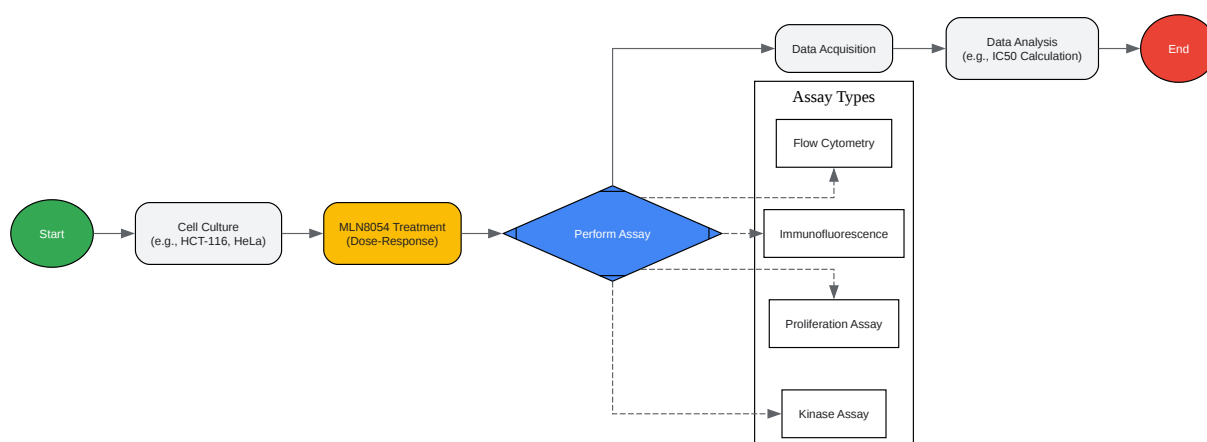 Start
Cell Culture
(e.g., HCT-116, HeLa)
MLN8054 Treatment
(Dose-Response)
Perform Assay
Data Acquisition
Data Analysis
(e.g., IC50 Calculation)
End
Assay Types
Flow Cytometry
Immunofluorescence
Proliferation Assay
Kinase Assay